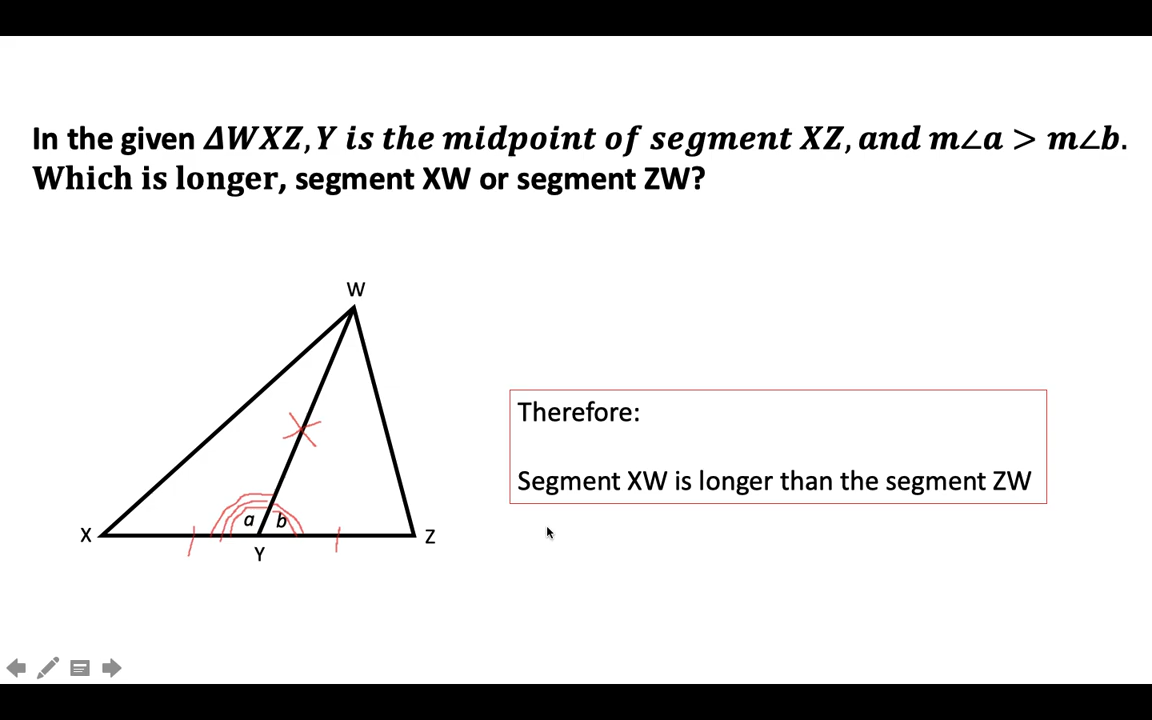 In the given ΔWXZ, Y is the midpoint of segment XZ, and m∠a > m∠b.
Which is longer, segment XW or segment ZW?
W
Therefore:
Segment XW is longer than the segment ZW
a b
X Z
Y